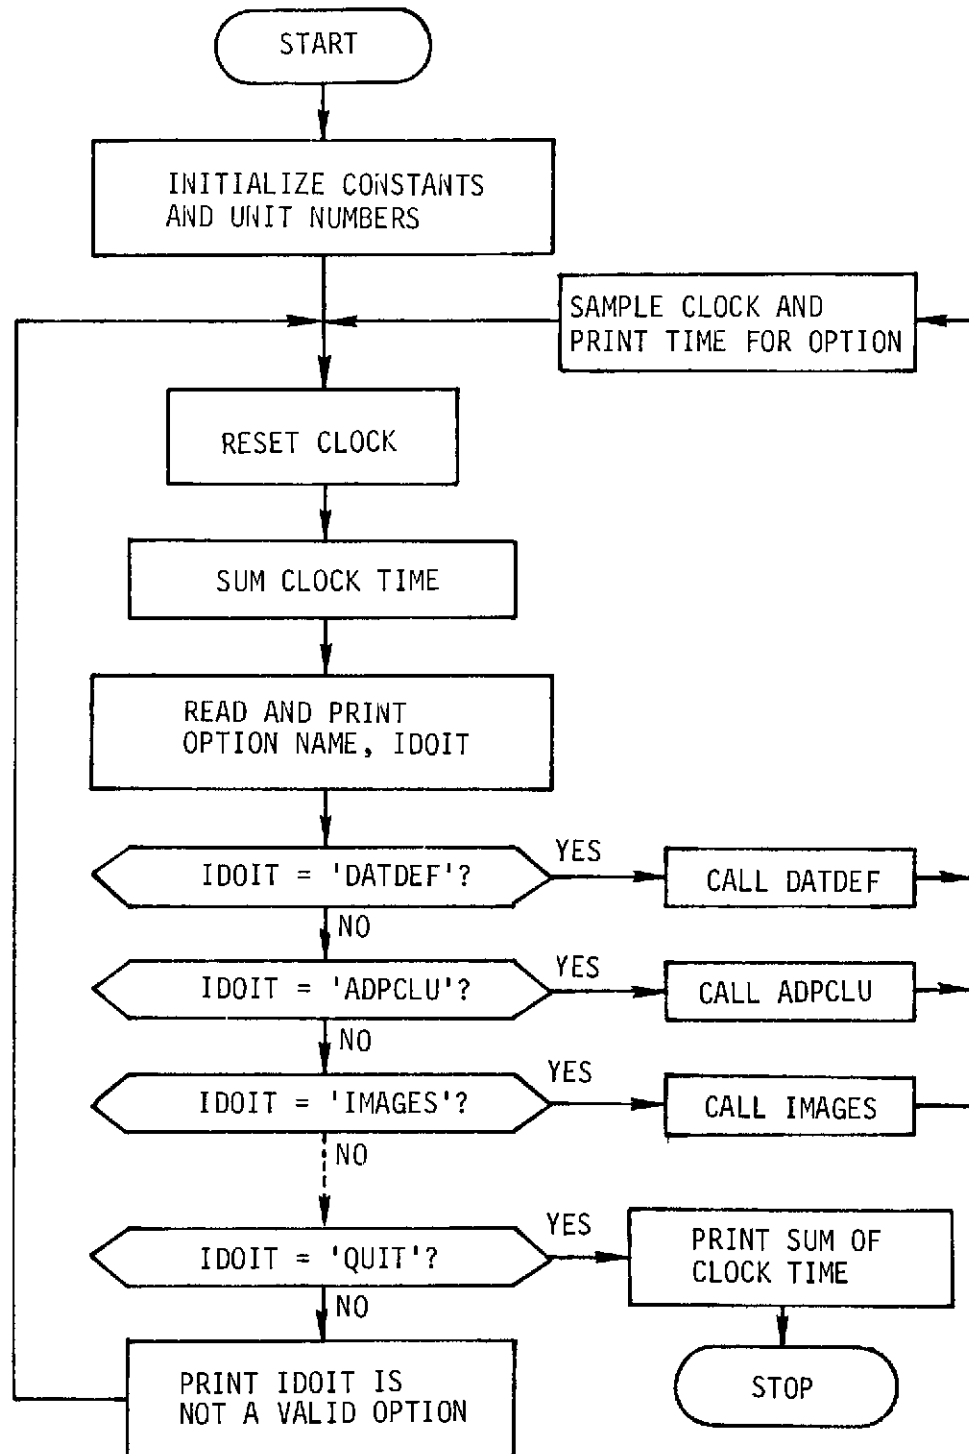 START
INITIALIZE CONSTANTS
AND UNIT NUMBERS
SAMPLE CLOCK AND
PRINT TIME FOR OPTION
RESET CLOCK
SUM CLOCK TIME
READ AND PRINT
OPTION NAME, IDOIT
IDOIT = 'DATDEF'?
YES
CALL DATDEF
NO
IDOIT = 'ADPCLU'?
YES
CALL ADPCLU
NO
IDOIT = 'IMAGES'?
YES
CALL IMAGES
NO
IDOIT = 'QUIT'?
YES
PRINT SUM OF
CLOCK TIME
NO
PRINT IDOIT IS
NOT A VALID OPTION
STOP